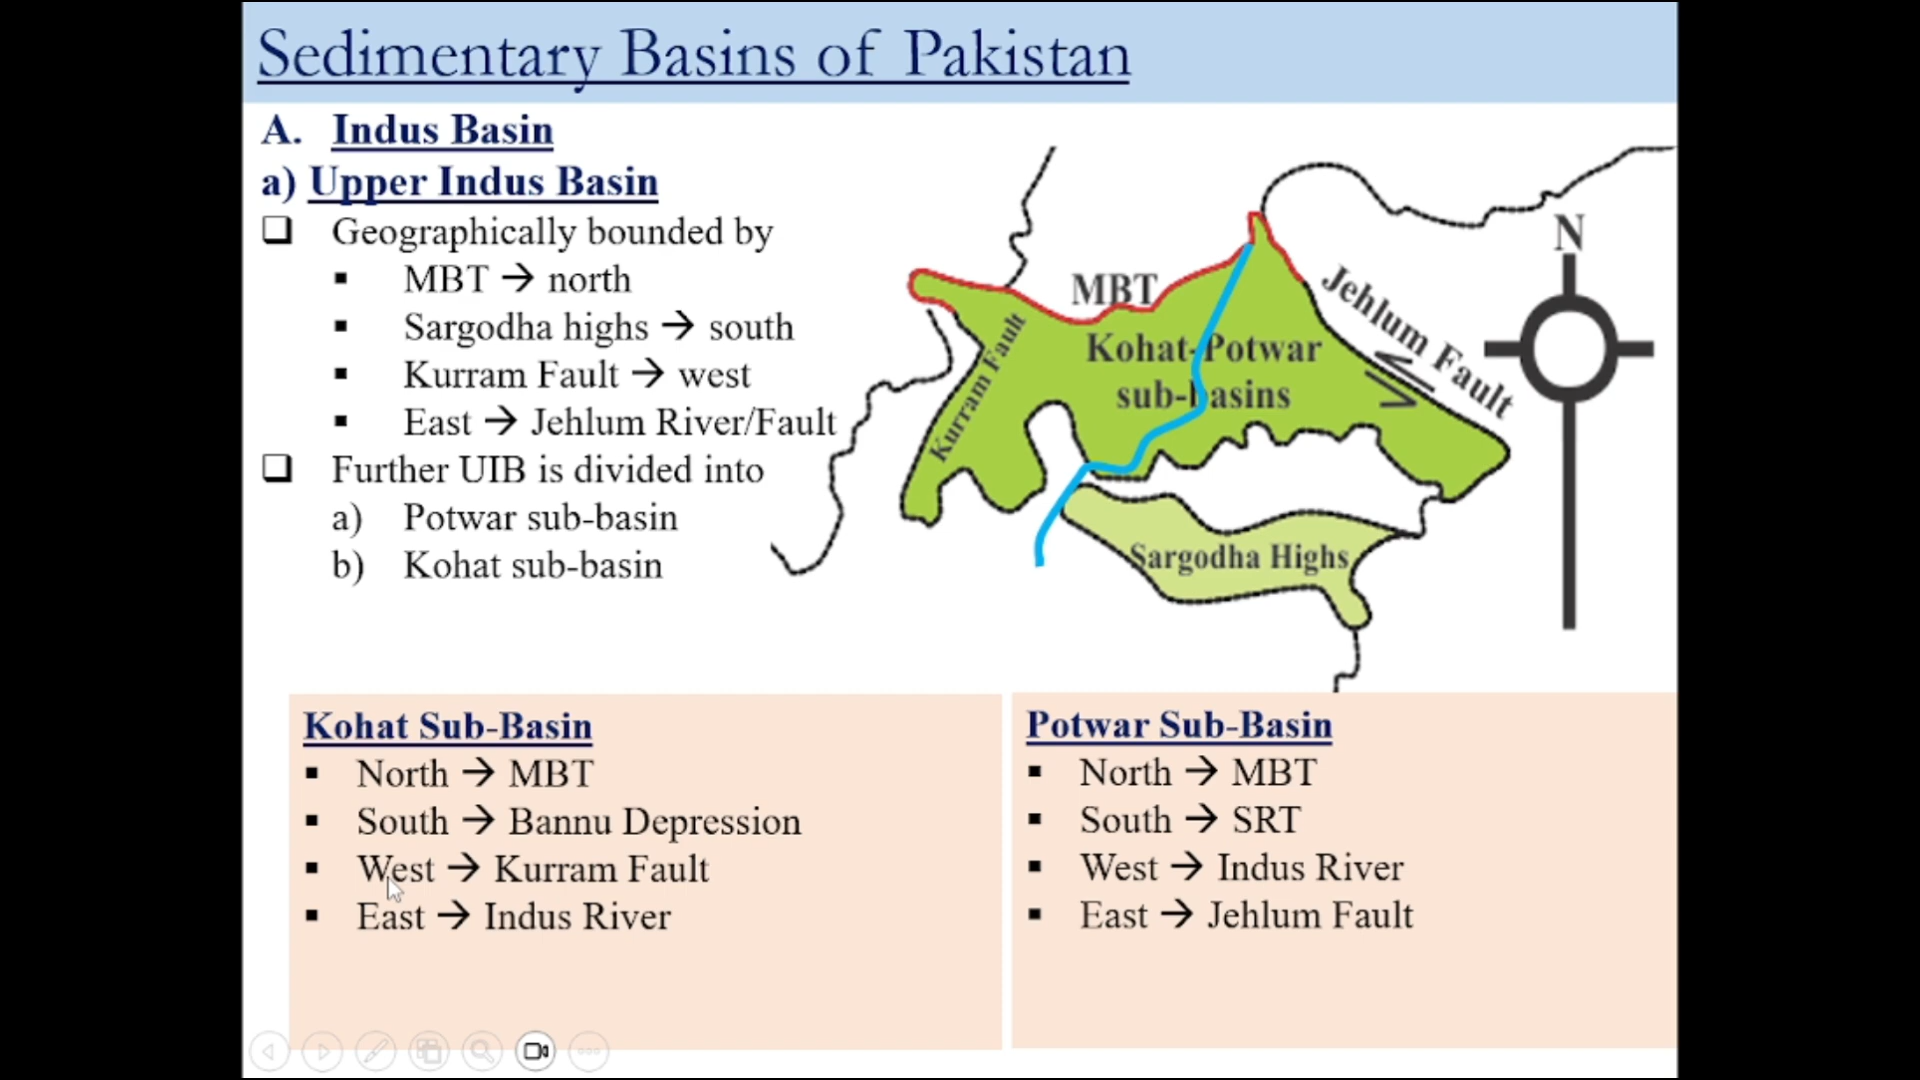 Sedimentary Basins of Pakistan
A. Indus Basin
a) Upper Indus Basin
❑ Geographically bounded by
▪ MBT → north
▪ Sargodha highs → south
▪ Kurram Fault → west
▪ East → Jehlum River/Fault
❑ Further UIB is divided into
a) Potwar sub-basin
b) Kohat sub-basin
N
MBT
Jehlum Fault
Kurram Fault
Kohat-Potwar
sub-basins
Sargodha Highs
Kohat Sub-Basin
▪ North → MBT
▪ South → Bannu Depression
▪ West → Kurram Fault
▪ East → Indus River
Potwar Sub-Basin
▪ North → MBT
▪ South → SRT
▪ West → Indus River
▪ East → Jehlum Fault